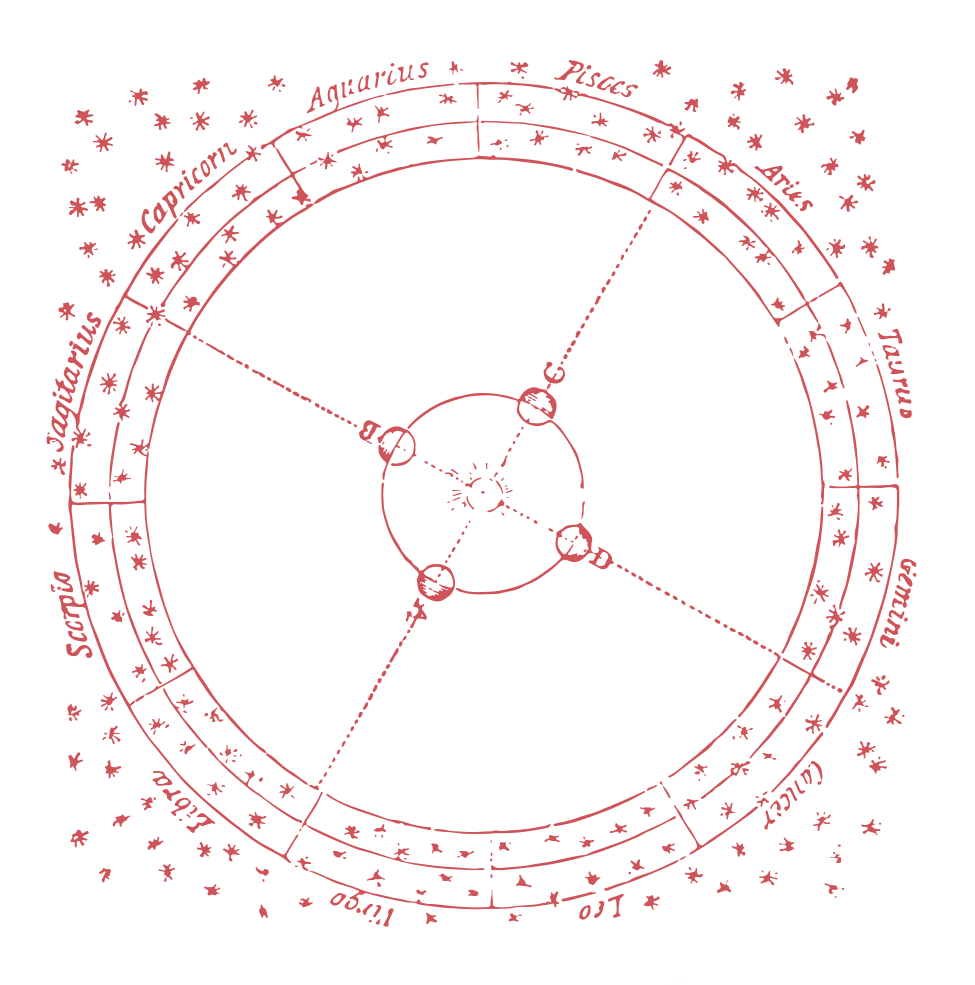 Aquarius
Pisces
Aries
Taurus
Gemini
Cancer
Leo
Virgo
Libra
Scorpio
Sagitarius
Capricorn
A
B
C
D